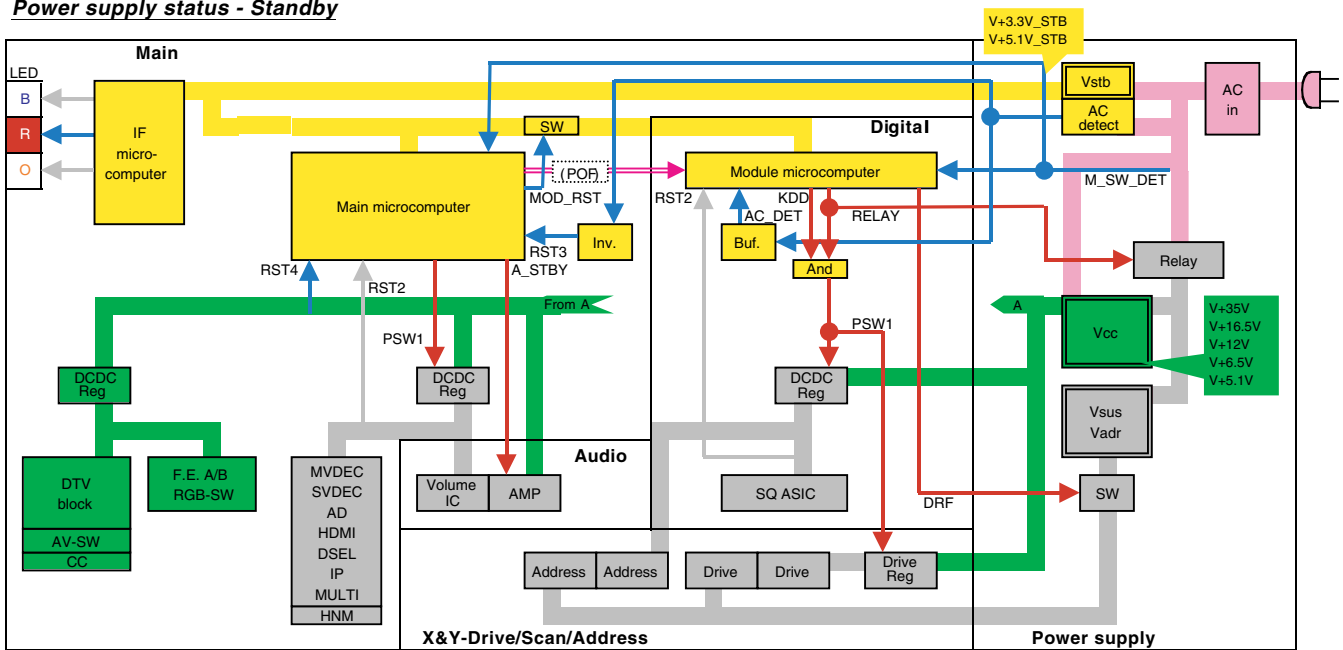 Power supply status - Standby
V+3.3V_STB
V+5.1V_STB
Main
LED
B
R
O
IF
micro-
computer
Vstb
AC
detect
AC
in
SW
Digital
Main microcomputer
(POF)
MOD_RST
Module microcomputer
M_SW_DET
RST2
KDD
AC_DET
RELAY
RST3
A_STBY
Inv.
Buf.
And
Relay
RST4
RST2
From A
PSW1
PSW1
A
Vcc
V+35V
V+16.5V
V+12V
V+6.5V
V+5.1V
DCDC
Reg
DCDC
Reg
DCDC
Reg
Vsus
Vadr
DTV
block
AV-SW
CC
F.E. A/B
RGB-SW
MVDEC
SVDEC
AD
HDMI
DSEL
IP
MULTI
HNM
Audio
Volume
IC
AMP
SQ ASIC
DRF
SW
Address
Address
Drive
Drive
Drive
Reg
X&Y-Drive/Scan/Address
Power supply